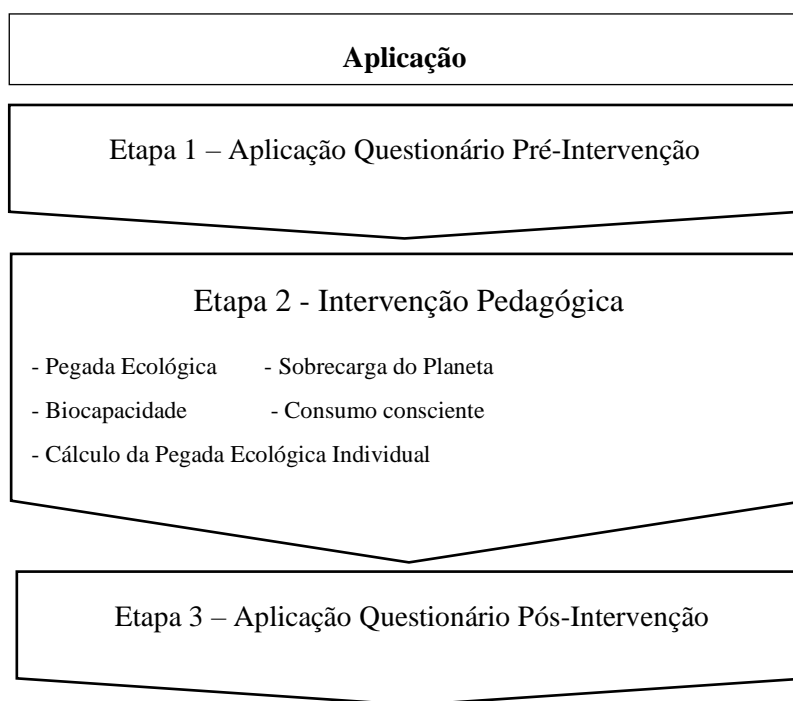 Aplicação
Etapa 1 – Aplicação Questionário Pré-Intervenção
Etapa 2 - Intervenção Pedagógica
- Pegada Ecológica - Sobrecarga do Planeta
- Biocapacidade - Consumo consciente
- Cálculo da Pegada Ecológica Individual
Etapa 3 – Aplicação Questionário Pós-Intervenção